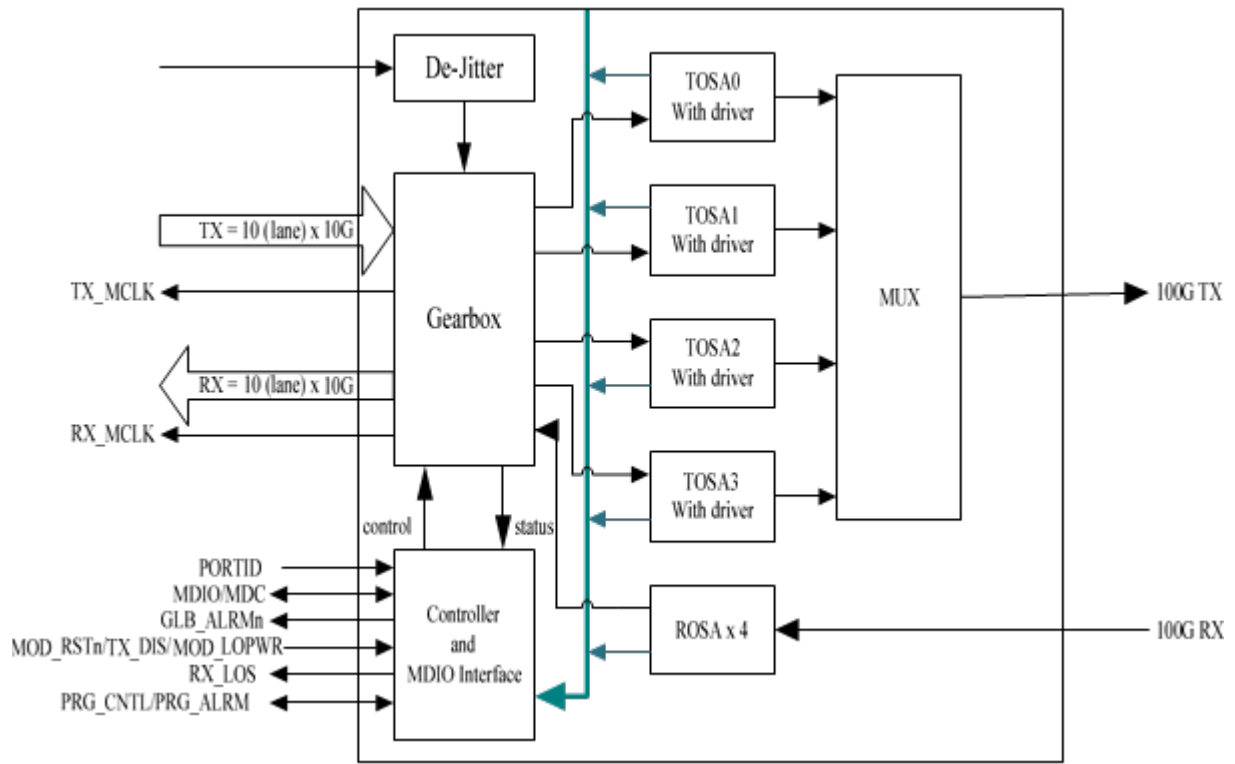 De-Jitter
TOSA0
With driver
TX = 10 (lane) x 10G
TOSA1
With driver
TX_MCLK
Gearbox
MUX
100G TX
TOSA2
With driver
RX = 10 (lane) x 10G
RX_MCLK
TOSA3
With driver
control
status
PORTID
MDIO/MDC
GLB_ALRMn
MOD_RSTn/TX_DIS/MOD_LOPWR
RX_LOS
PRG_CNTL/PRG_ALRM
Controller
and
MDIO Interface
ROSA x 4
100G RX